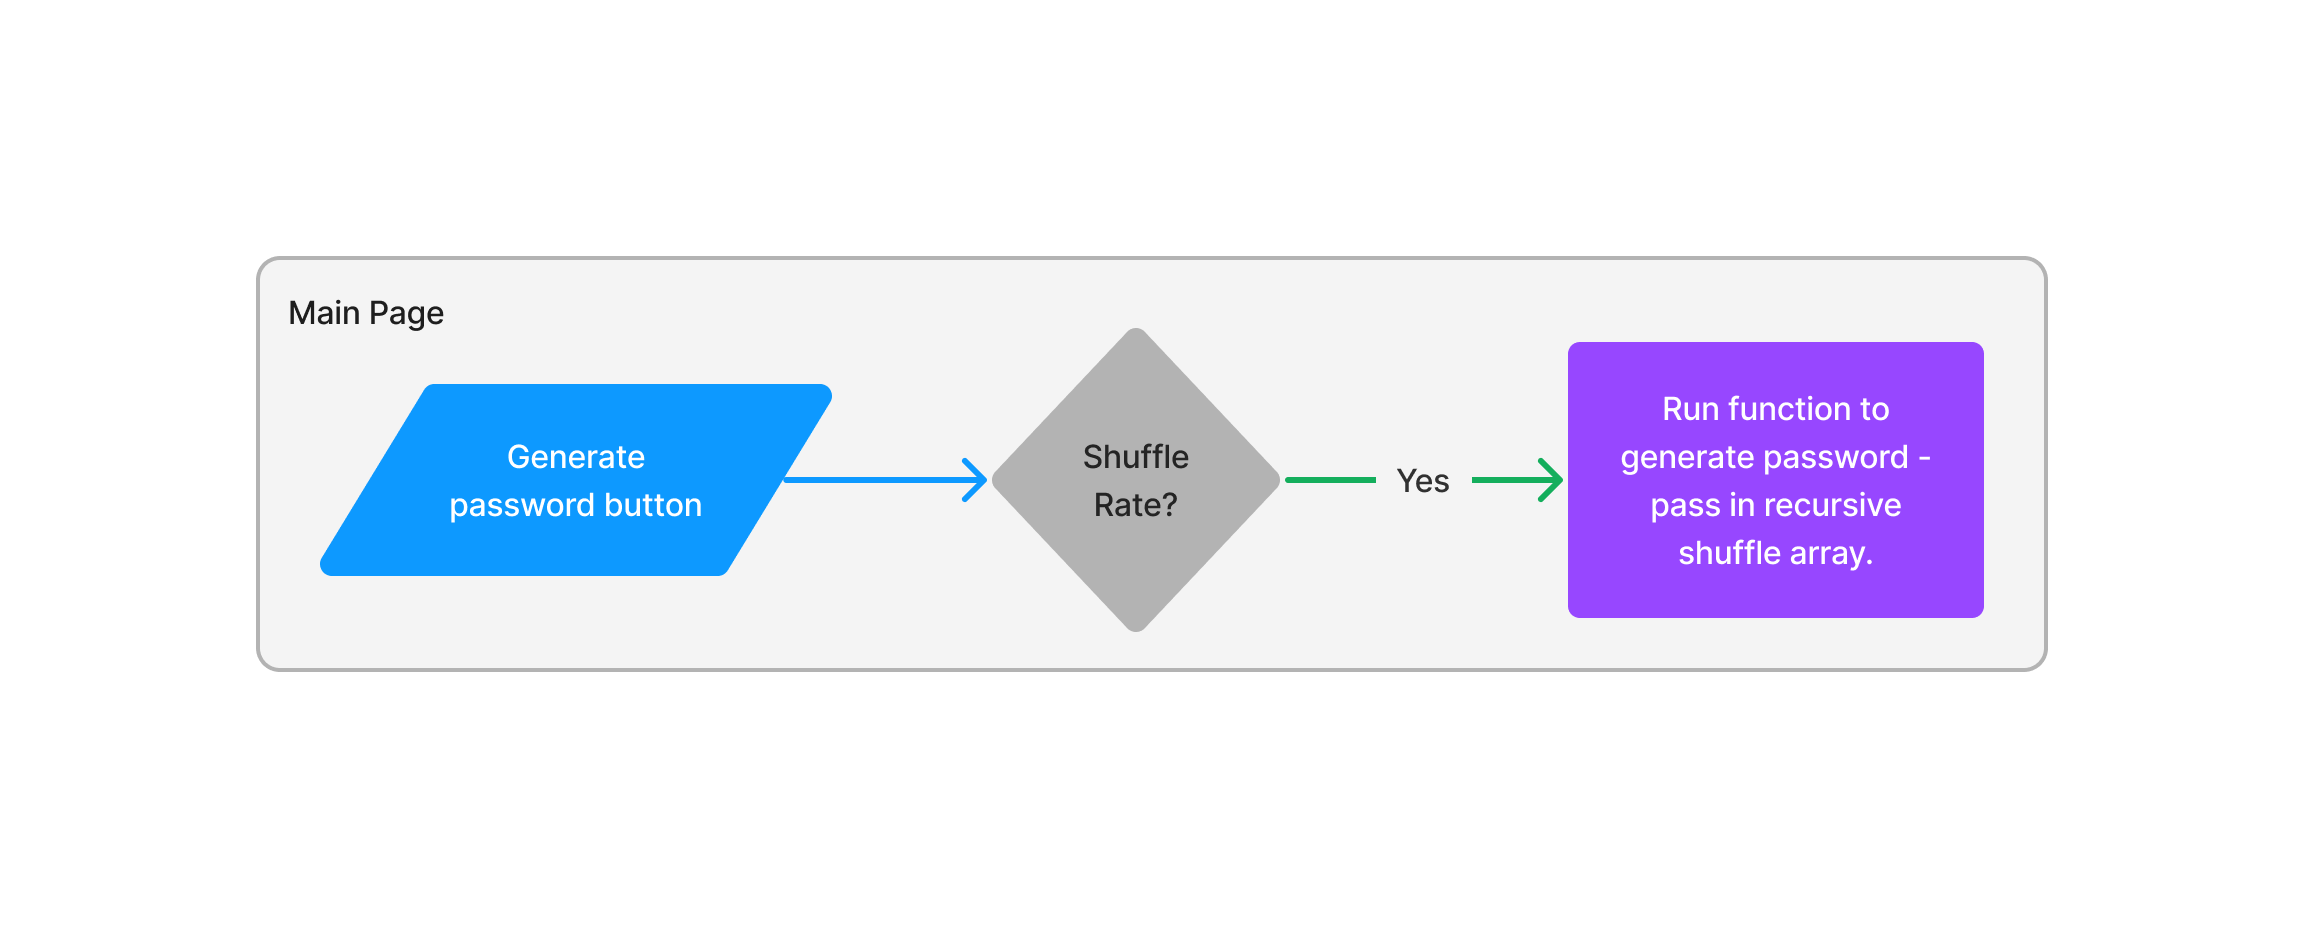 Main Page
Generate
password button
Shuffle
Rate?
Yes
Run function to
generate password -
pass in recursive
shuffle array.